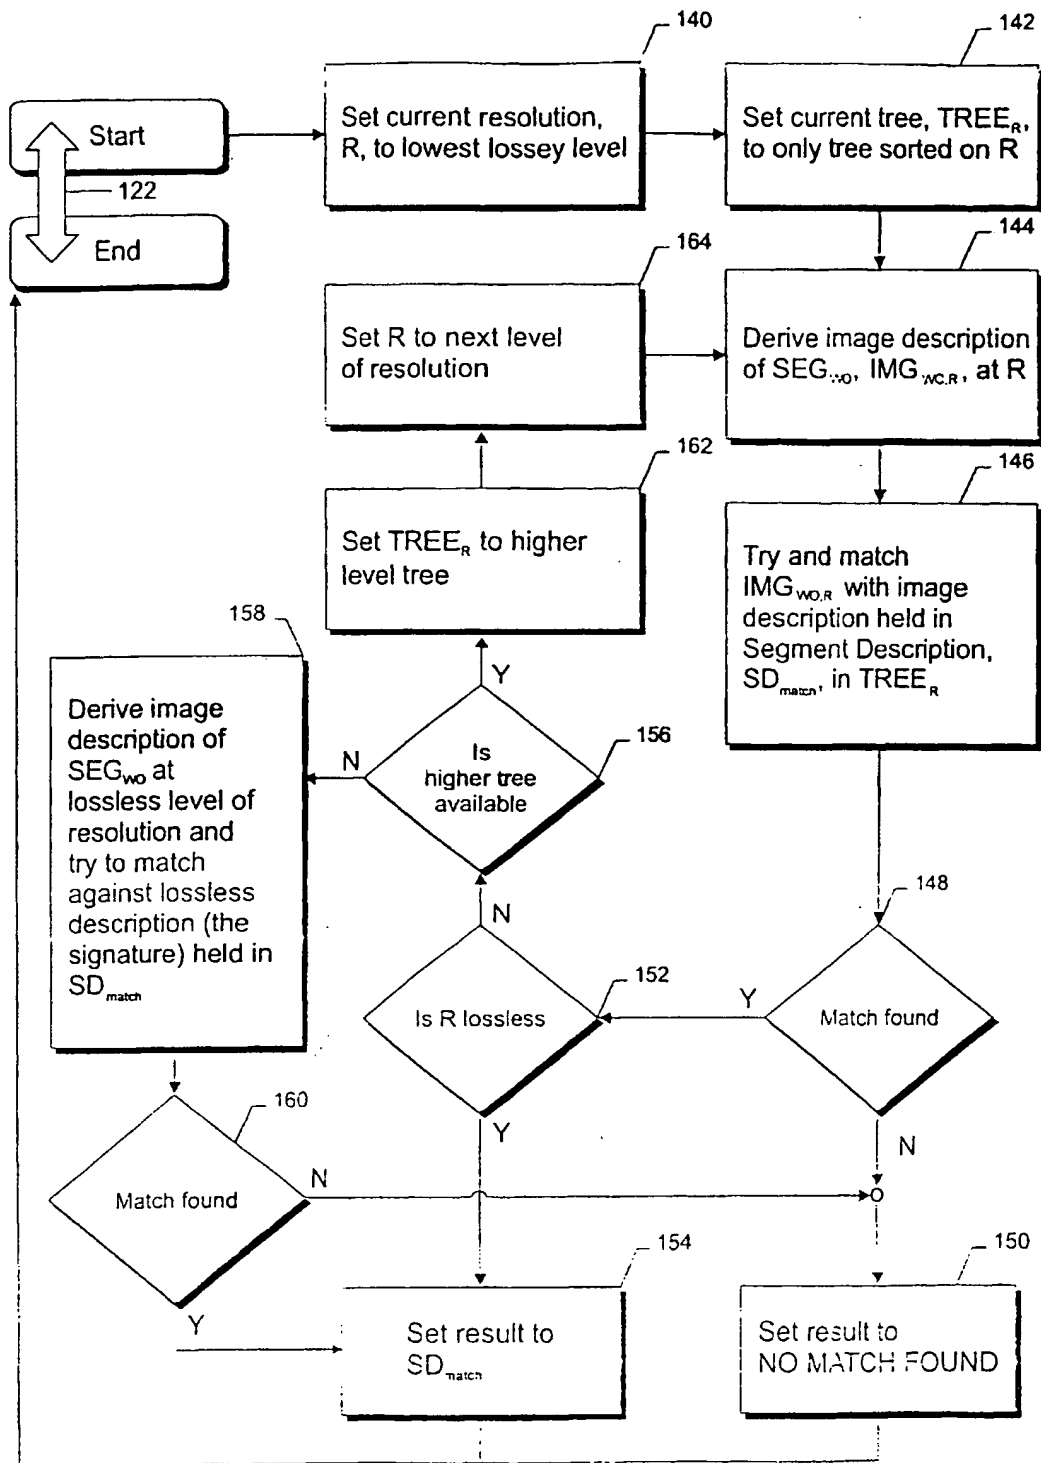 140
142
Start
Set current resolution,
R, to lowest lossey level
Set current tree, TREE_R,
to only tree sorted on R
122
End
164
144
Set R to next level
of resolution
Derive image description
of SEG_WO, IMG_WO,R, at R
162
146
Set TREE_R to higher
level tree
Try and match
IMG_WO,R with image
description held in
Segment Description,
SD_match, in TREE_R
158
Derive image
description of
SEG_WO at
lossless level of
resolution and
try to match
against lossless
description (the
signature) held in
SD_match
Y
N
Is
higher tree
available
156
148
N
152
Y
Is R lossless
Match found
Y
N
160
Match found
N
Y
154
150
Set result to
SD_match
Set result to
NO MATCH FOUND